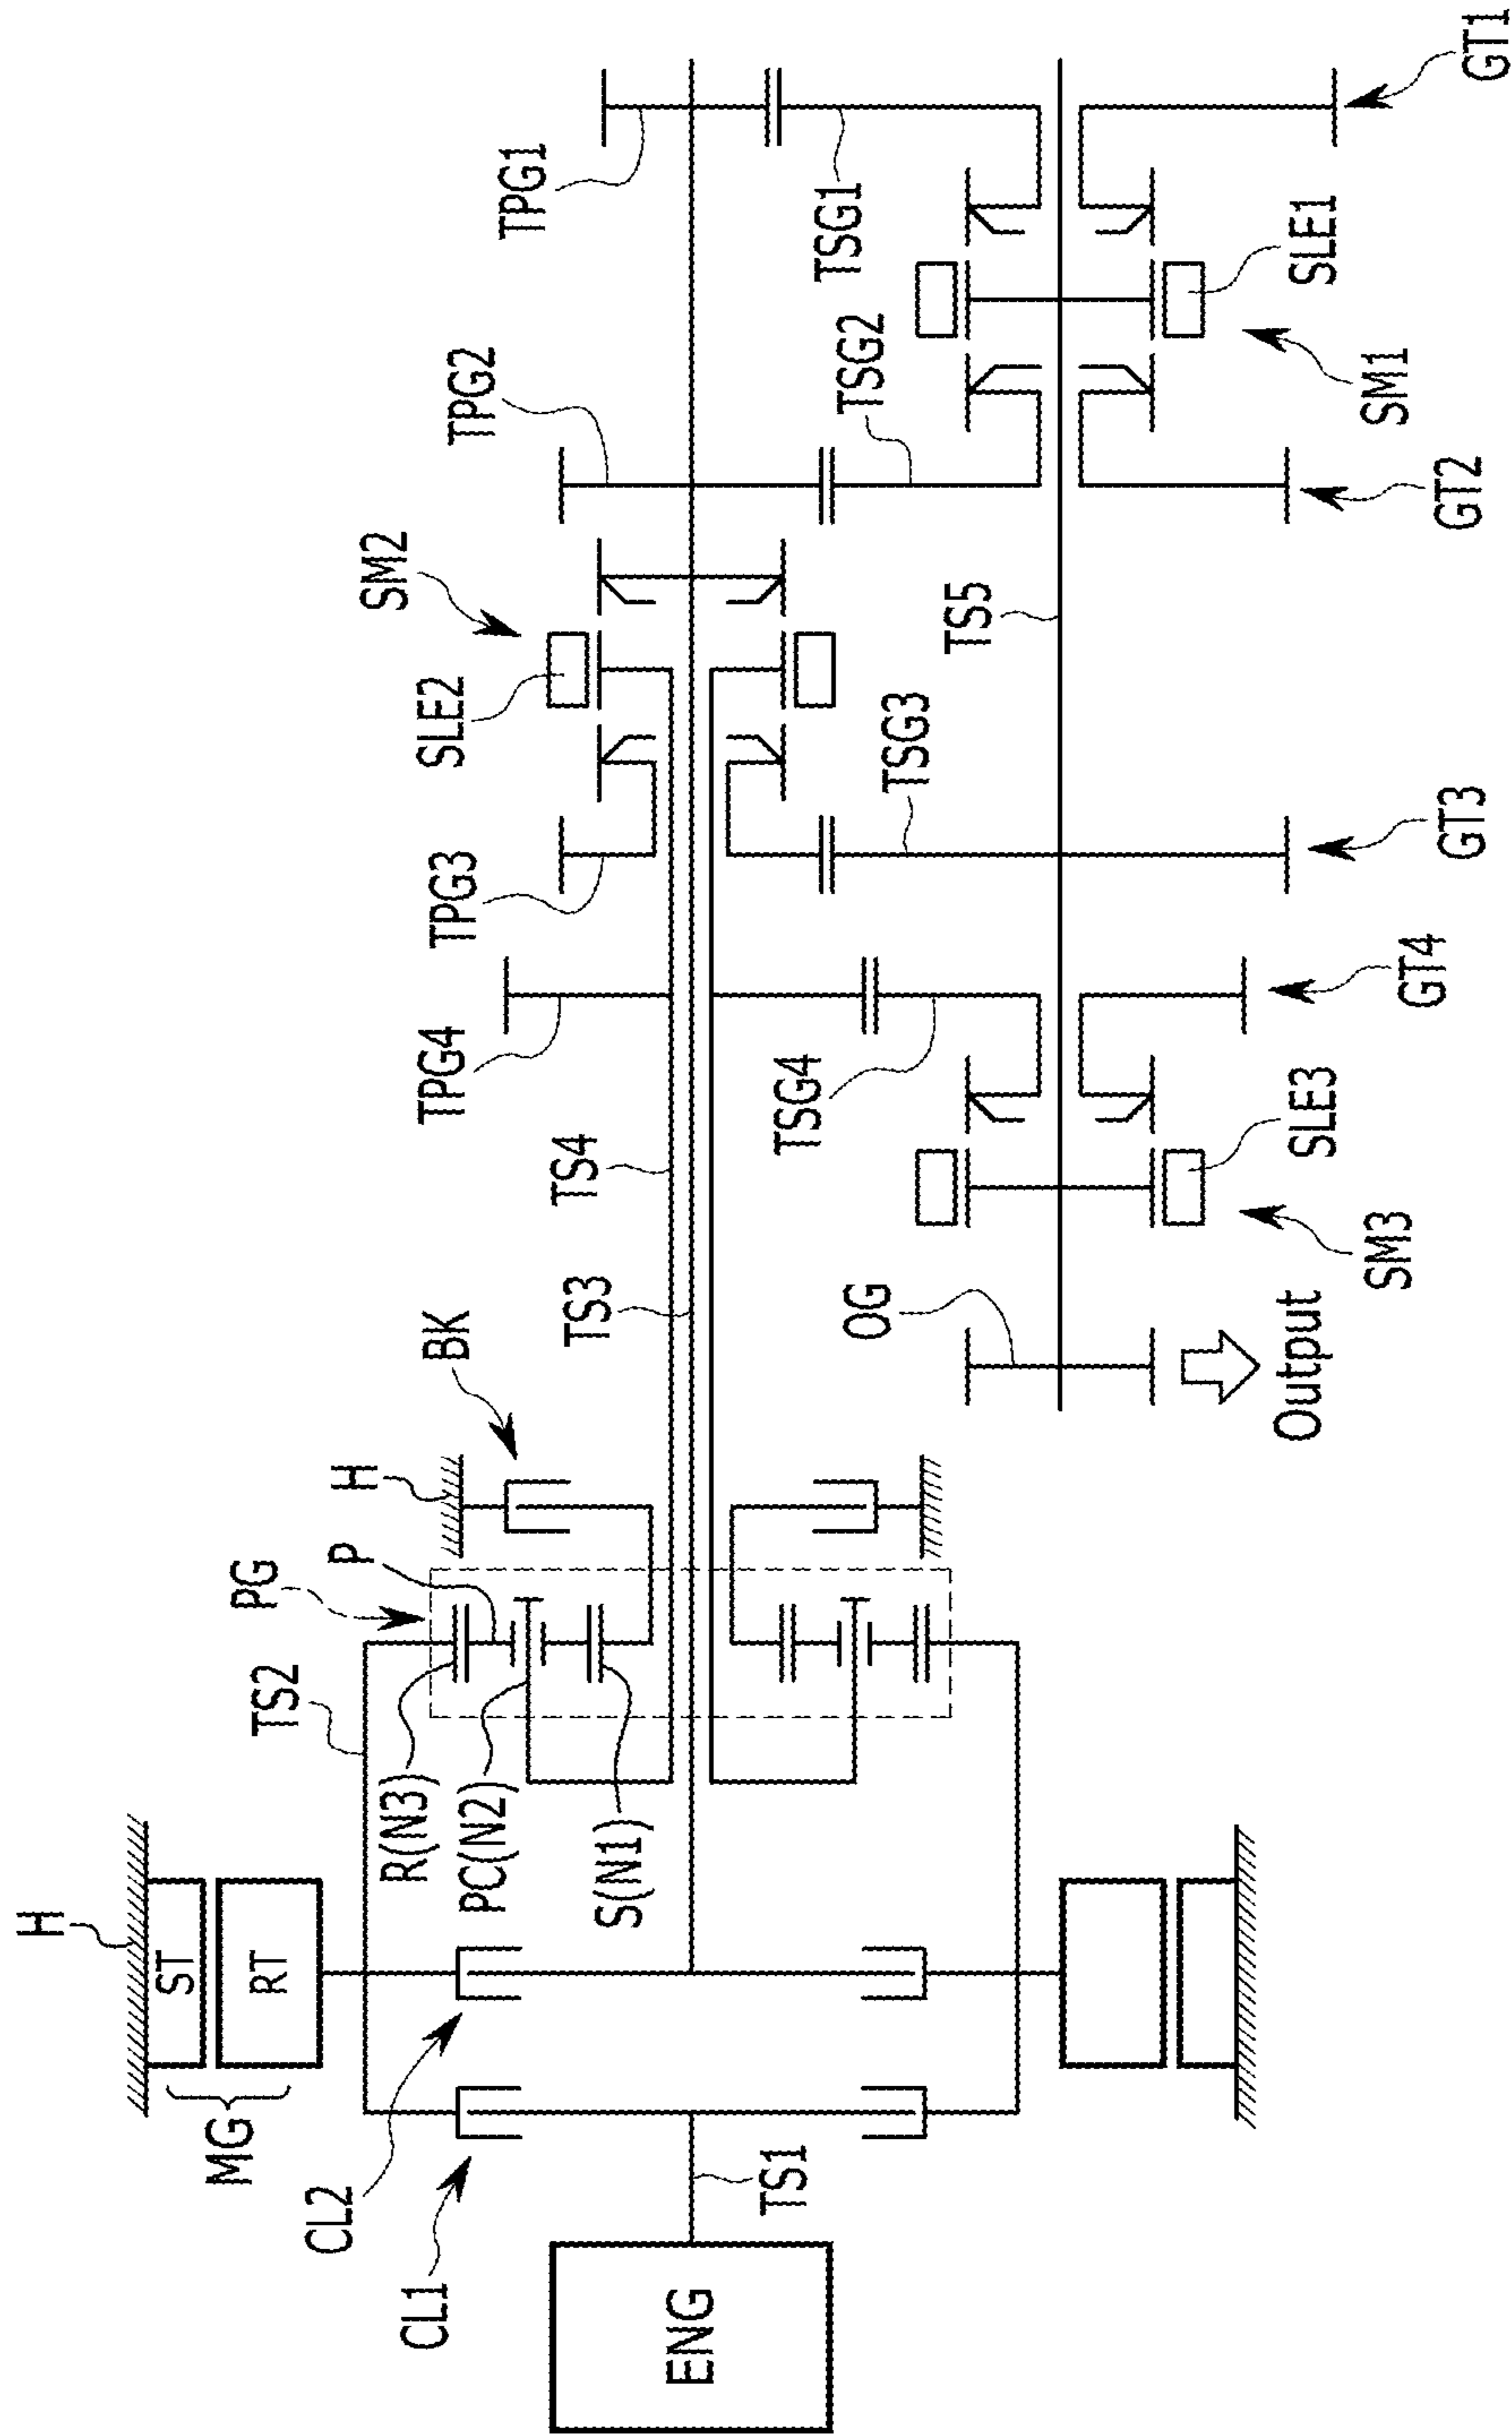 H
ST
RT
MG
CL2
CL1
ENG
TS1
TS2
PG
P
H
BK
R(N3)
PC(N2)
S(N1)
TS3
TS4
TPG4
TPG3
SLE2
SM2
TPG2
TPG1
TSG1
TSG2
TSG3
TSG4
TS5
OG
Output
SM3
SLE3
GT4
GT3
GT2
SM1
SLE1
GT1